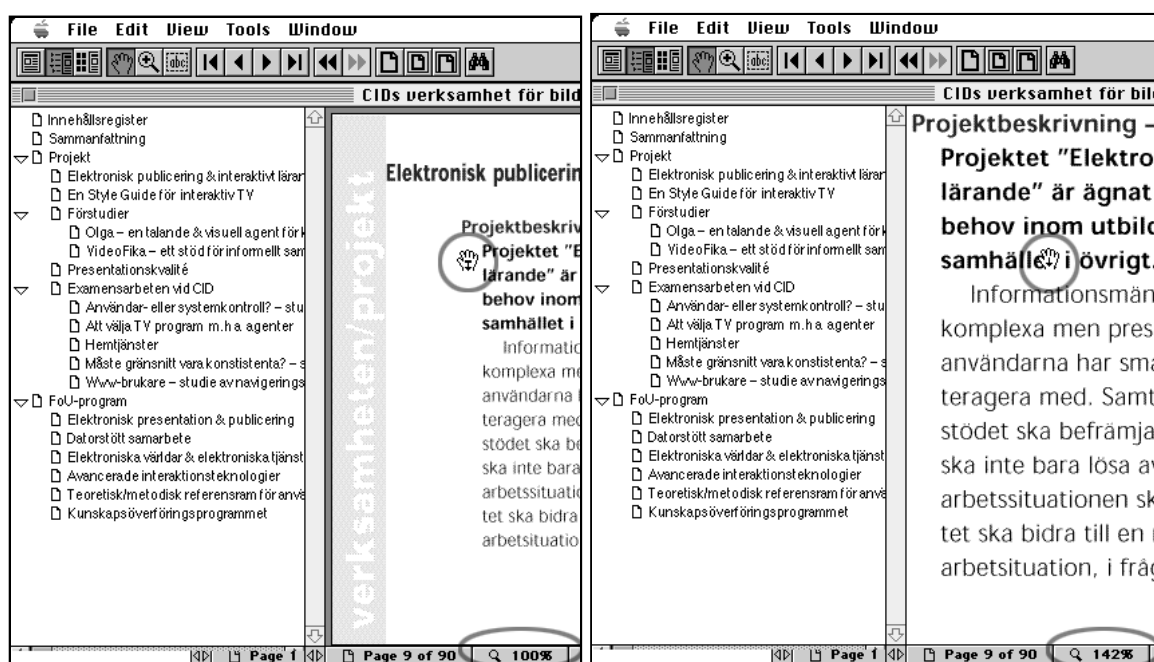 File Edit View Tools Window
abc
CIDs verksamhet för bild
Innehållsregister
Sammanfattning
Projekt
Elektronisk publicering & interaktivt lärar
En Style Guide för interaktiv TV
Förstudier
Olga – en talande & visuell agent för k
VideoFika – ett stöd för informellt sam
Presentationskvalité
Examensarbeten vid CID
Användar- eller systemkontroll? – stu
Att välja TV program m.h a agenter
Hemtjänster
Måste gränsnitt vara konstistenta? – s
Www-brukare – studie av navigerings
FoU-program
Elektronisk presentation & publicering
Datorstött samarbete
Elektroniska världar & elektroniska tjänst
Avancerade interaktionsteknologier
Teoretisk/metodisk referensram för anvä
Kunskapsöverföringsprogrammet
verksamheten/projekt
Elektronisk publicerin
Projektbeskriv
Projektet "E
lärande" är
behov inom
samhället i
Informatio
komplexa me
användarna h
teragera med
stödet ska be
ska inte bara
arbetssituatio
tet ska bidra
arbetsituatio
Page 1
Page 9 of 90
100%
File Edit View Tools Window
abc
CIDs verksamhet för bild
Innehållsregister
Sammanfattning
Projekt
Elektronisk publicering & interaktivt lärar
En Style Guide för interaktiv TV
Förstudier
Olga – en talande & visuell agent för k
VideoFika – ett stöd för informellt sam
Presentationskvalité
Examensarbeten vid CID
Användar- eller systemkontroll? – stu
Att välja TV program m.h a agenter
Hemtjänster
Måste gränsnitt vara konstistenta? – s
Www-brukare – studie av navigerings
FoU-program
Elektronisk presentation & publicering
Datorstött samarbete
Elektroniska världar & elektroniska tjänst
Avancerade interaktionsteknologier
Teoretisk/metodisk referensram för anvä
Kunskapsöverföringsprogrammet
Projektbeskrivning –
Projektet "Elektro
lärande" är ägnat
behov inom utbild
samhället i övrigt.
Informationsmän
komplexa men pres
användarna har sma
teragera med. Samt
stödet ska befrämja
ska inte bara lösa av
arbetssituationen sk
tet ska bidra till en
arbetsituation, i fråg
Page 1
Page 9 of 90
142%